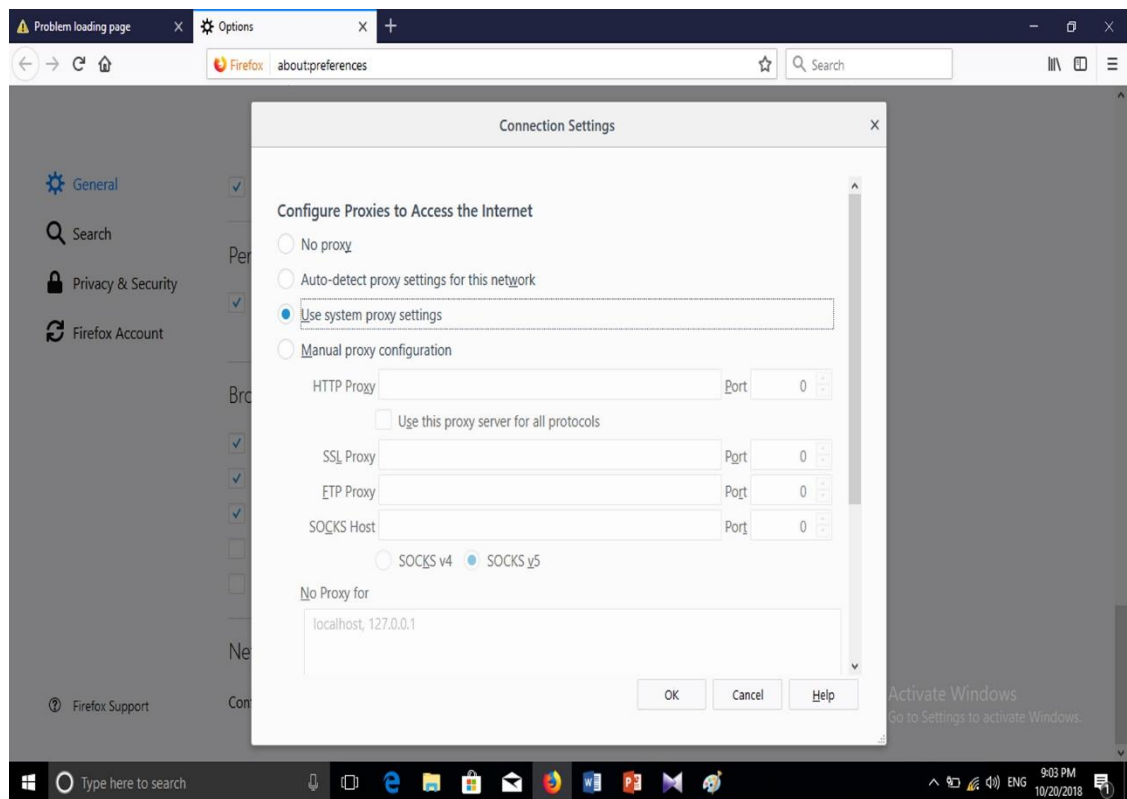 Problem loading page
Options
Firefox about:preferences
Search
Connection Settings
General
Search
Privacy & Security
Firefox Account
Firefox Support
Per
Bro
Ne
Con
Configure Proxies to Access the Internet
No proxy
Auto-detect proxy settings for this network
Use system proxy settings
Manual proxy configuration
HTTP Proxy Port 0
Use this proxy server for all protocols
SSL Proxy Port 0
FTP Proxy Port 0
SOCKS Host Port 0
SOCKS v4 SOCKS v5
No Proxy for
localhost, 127.0.0.1
OK Cancel Help
Activate Windows
Go to Settings to activate Windows.
Type here to search
ENG
9:03 PM
10/20/2018
1